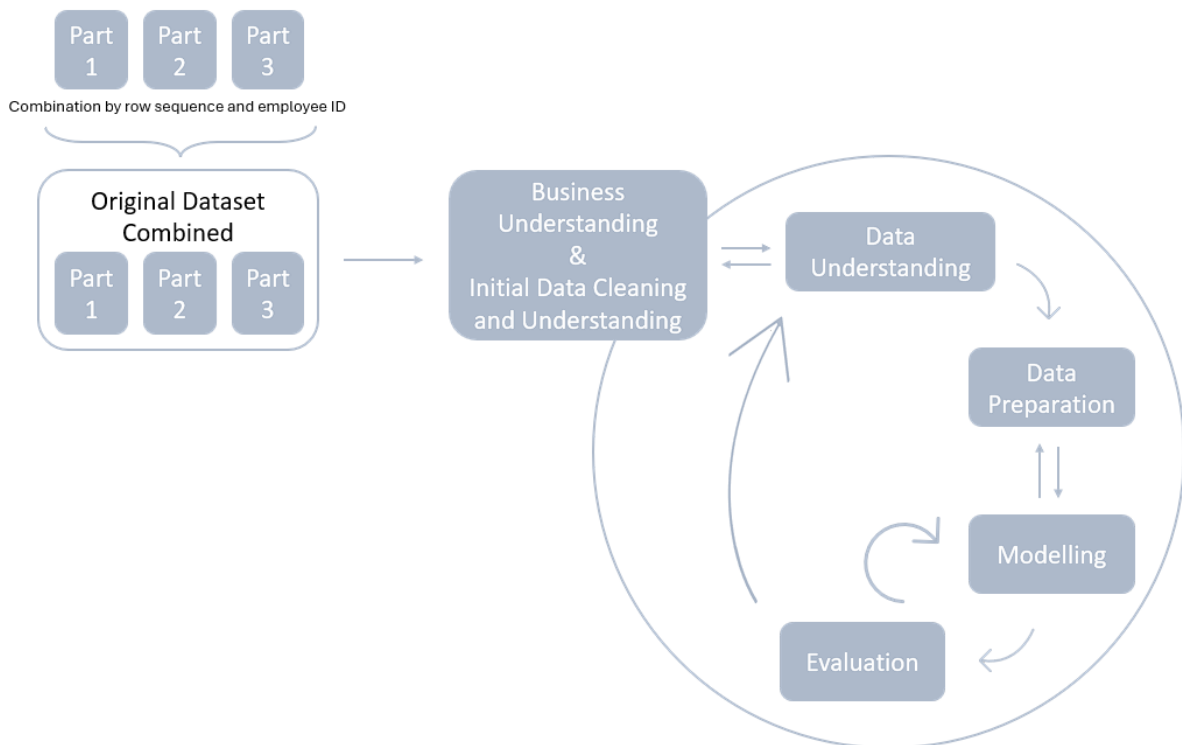 Part
1
Part
2
Part
3
Combination by row sequence and employee ID
Original Dataset
Combined
Part
1
Part
2
Part
3
Business
Understanding
&
Initial Data Cleaning
and Understanding
Data
Understanding
Data
Preparation
Modelling
Evaluation